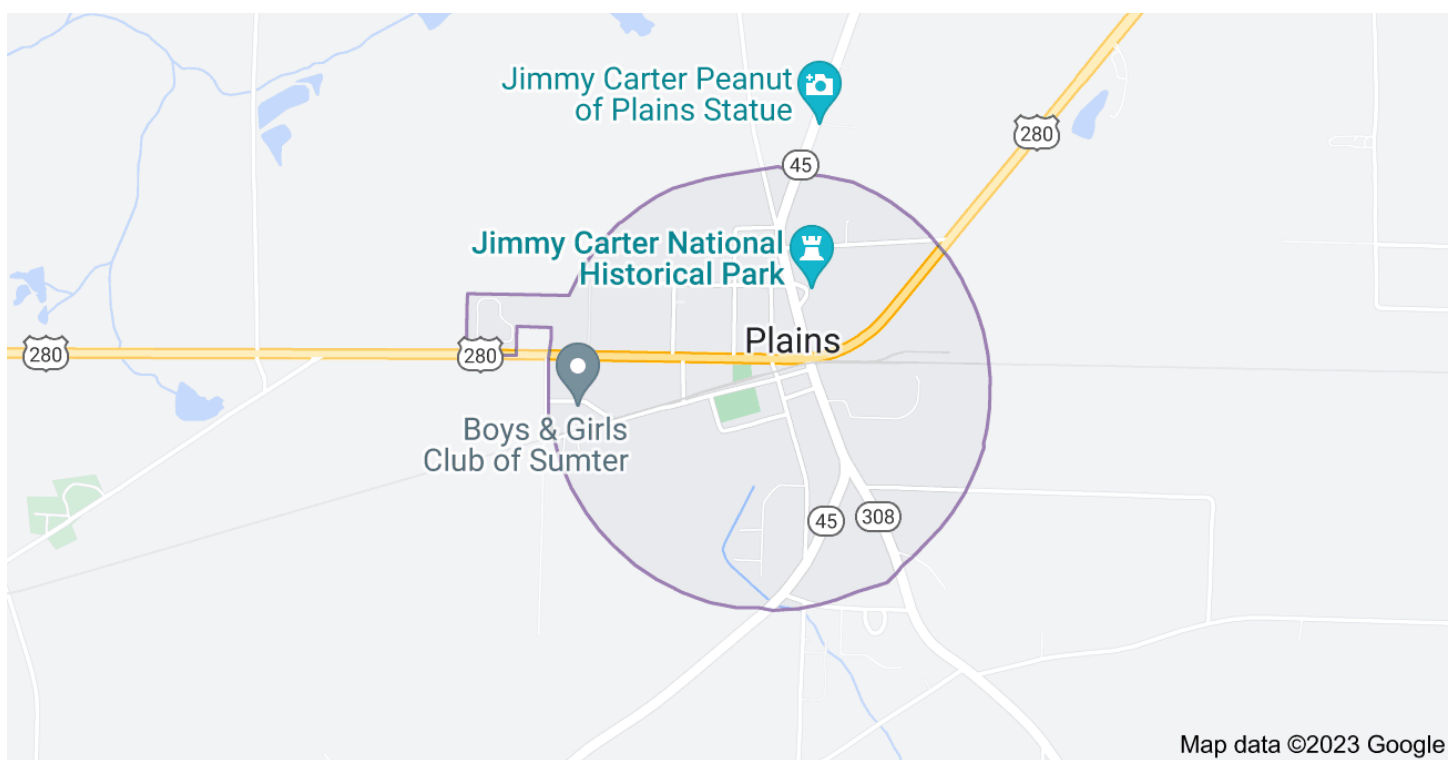 Jimmy Carter Peanut
of Plains Statue
280
45
Jimmy Carter National
Historical Park
Plains
280
280
Boys & Girls
Club of Sumter
45
308
Map data ©2023 Google